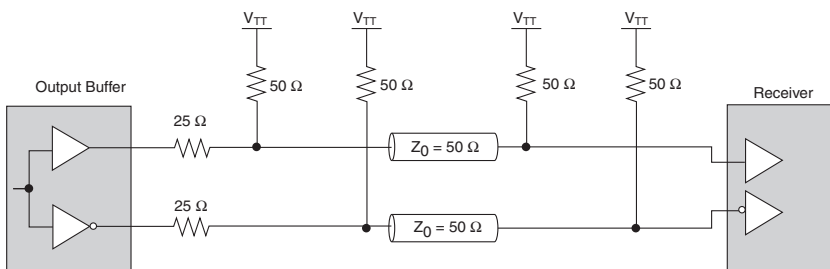 V_TT V_TT V_TT V_TT
50 Ω 50 Ω 50 Ω 50 Ω
Output Buffer
Receiver
25 Ω
Z_0 = 50 Ω
25 Ω
Z_0 = 50 Ω